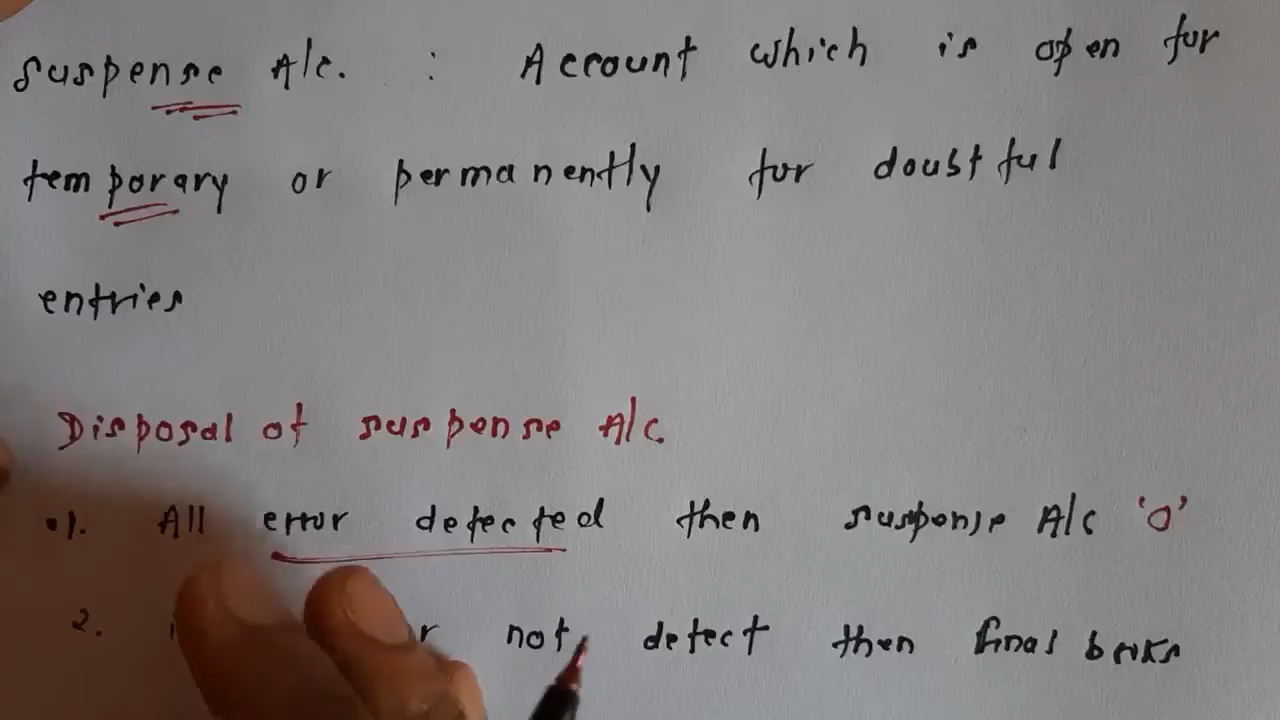 suspense A/c. : Account which is open for
temporary or permanently for doubtful
entries
Disposal of suspense A/c.
1. All error detected then suspense A/c 'O'
2. not detect then final books